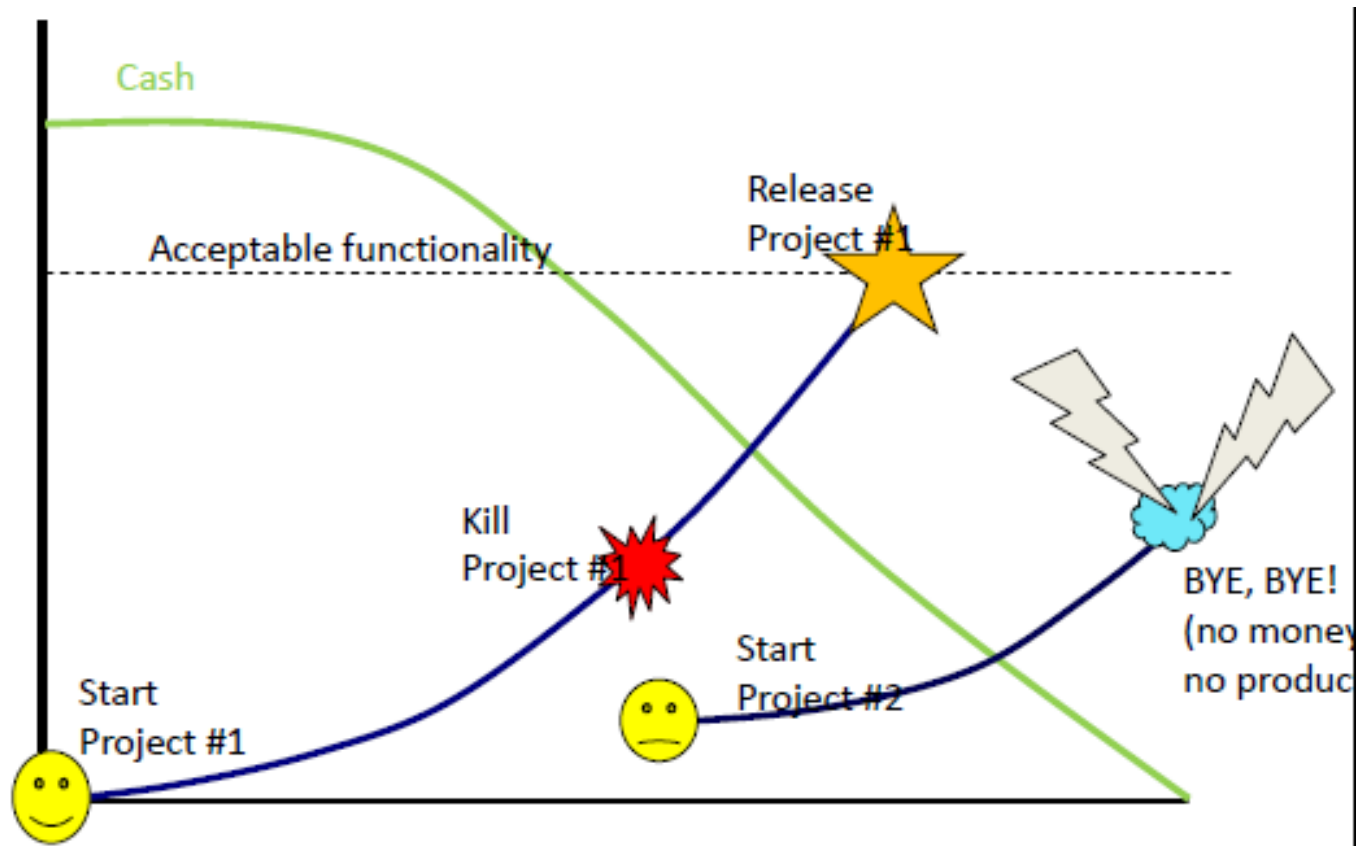 Cash
Acceptable functionality
Release
Project #1
Kill
Project #1
Start
Project #1
Start
Project #2
BYE, BYE!
(no money
no produc